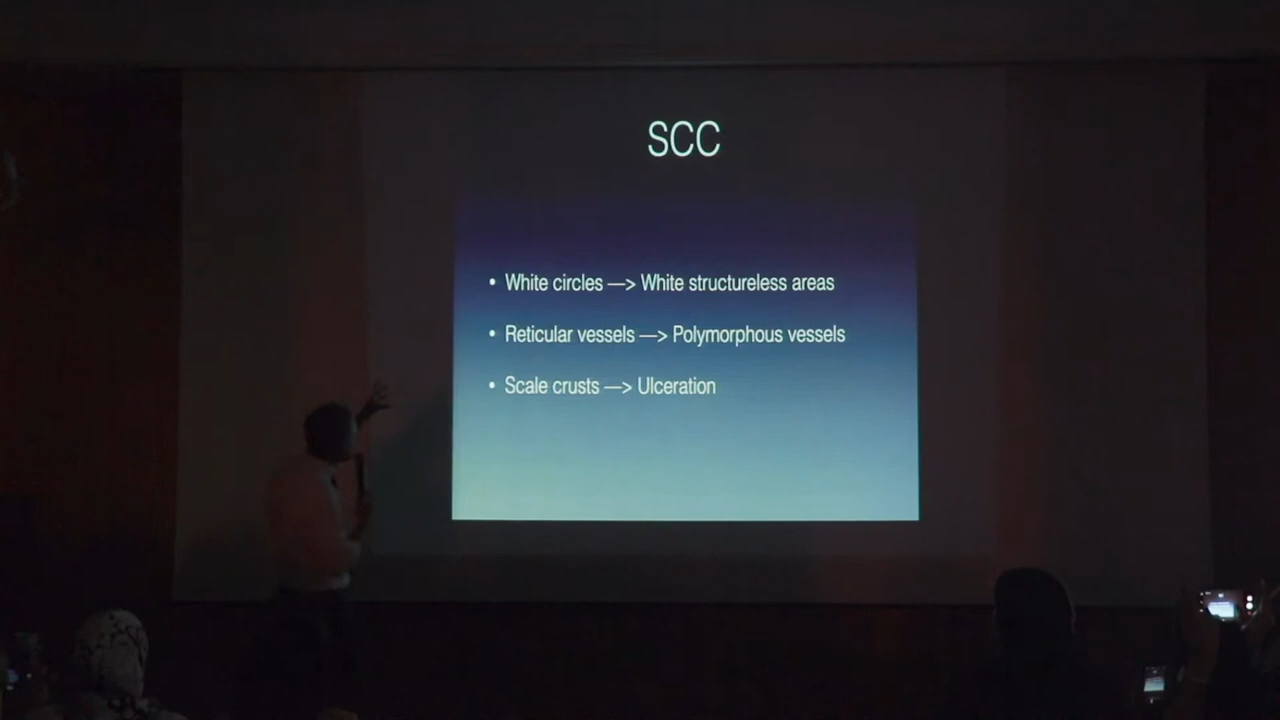 SCC
• White circles —> White structureless areas
• Reticular vessels —> Polymorphous vessels
• Scale crusts —> Ulceration